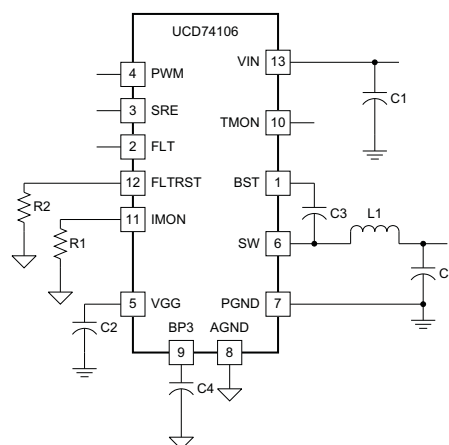 UCD74106
4 PWM
VIN 13
3 SRE
C1
2 FLT
TMON 10
12 FLTRST
BST 1
R2
C3
L1
11 IMON
SW 6
R1
C
5 VGG
PGND 7
C2
BP3 AGND
9 8
C4